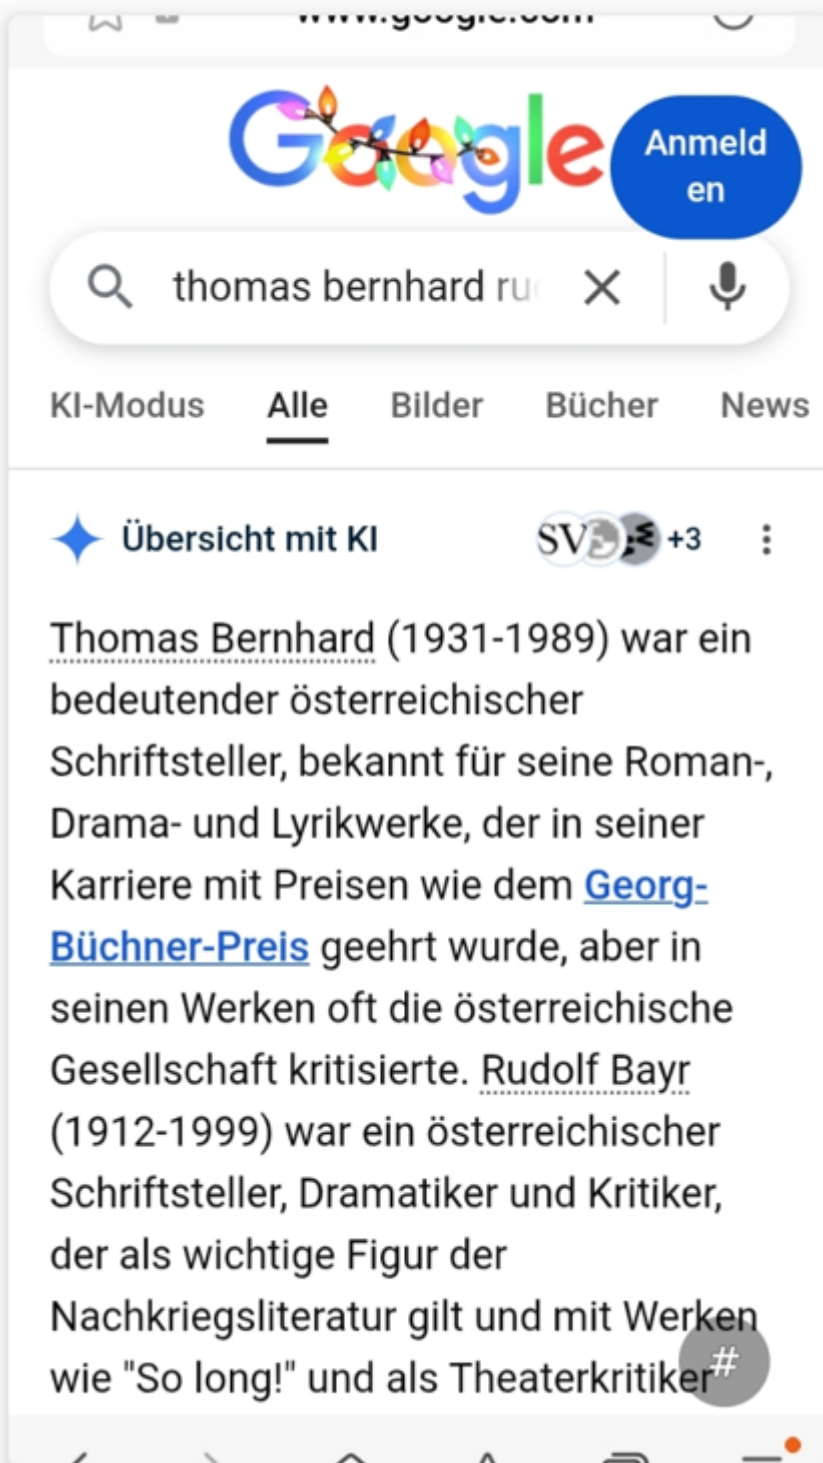 www.google.com
Google
Anmeld
en
thomas bernhard ru
KI-Modus Alle Bilder Bücher News
Übersicht mit KI SV +3
Thomas Bernhard (1931-1989) war ein
bedeutender österreichischer
Schriftsteller, bekannt für seine Roman-,
Drama- und Lyrikwerke, der in seiner
Karriere mit Preisen wie dem Georg-
Büchner-Preis geehrt wurde, aber in
seinen Werken oft die österreichische
Gesellschaft kritisierte. Rudolf Bayr
(1912-1999) war ein österreichischer
Schriftsteller, Dramatiker und Kritiker,
der als wichtige Figur der
Nachkriegsliteratur gilt und mit Werken
wie "So long!" und als Theaterkritiker
#